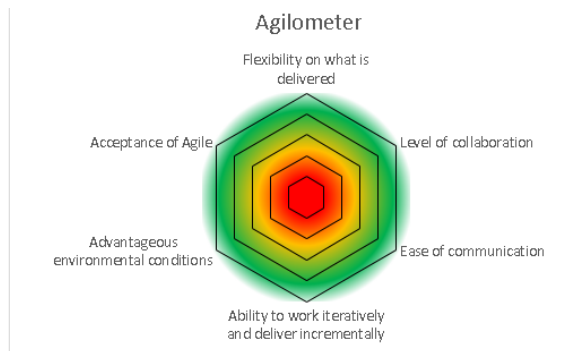 Agilometer
Flexibility on what is
delivered
Acceptance of Agile
Level of collaboration
Advantageous
environmental conditions
Ease of communication
Ability to work iteratively
and deliver incrementally